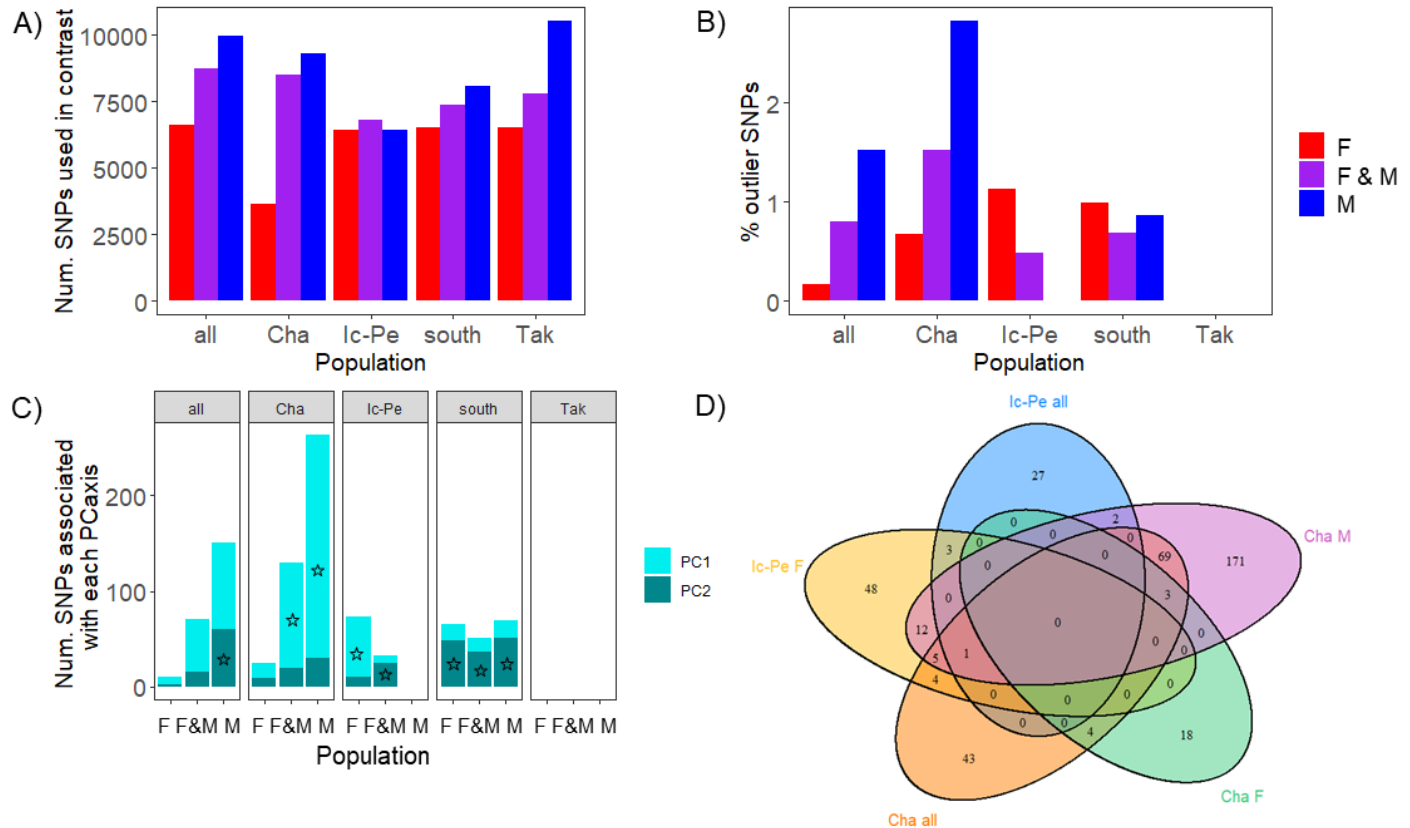 A)
Num. SNPs used in contrast
10000
7500
5000
2500
0
all Cha Ic-Pe south Tak
Population
B)
% outlier SNPs
2
1
0
all Cha Ic-Pe south Tak
Population
F
F & M
M
C)
Num. SNPs associated
with each PCaxis
all Cha Ic-Pe south Tak
200
100
0
F F&M M F F&M M F F&M M F F&M M F F&M M
Population
PC1
PC2
D)
Ic-Pe all
27
Cha M
Ic-Pe F
0 2
3 0 0 0
0 0 69 171
48 0 3
12 0 0 0
5 1 0
4 0 0 0 0
0 0 4 18
43
Cha F
Cha all